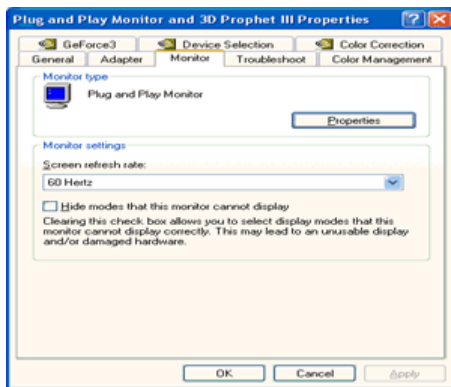 Plug and Play Monitor and 3D Prophet III Properties
GeForce3 Device Selection Color Correction
General Adapter Monitor Troubleshoot Color Management
Monitor type
Plug and Play Monitor
Properties
Monitor settings
Screen refresh rate:
60 Hertz
Hide modes that this monitor cannot display
Clearing this check box allows you to select display modes that this
monitor cannot display correctly. This may lead to an unusable display
and/or damaged hardware.
OK Cancel Apply